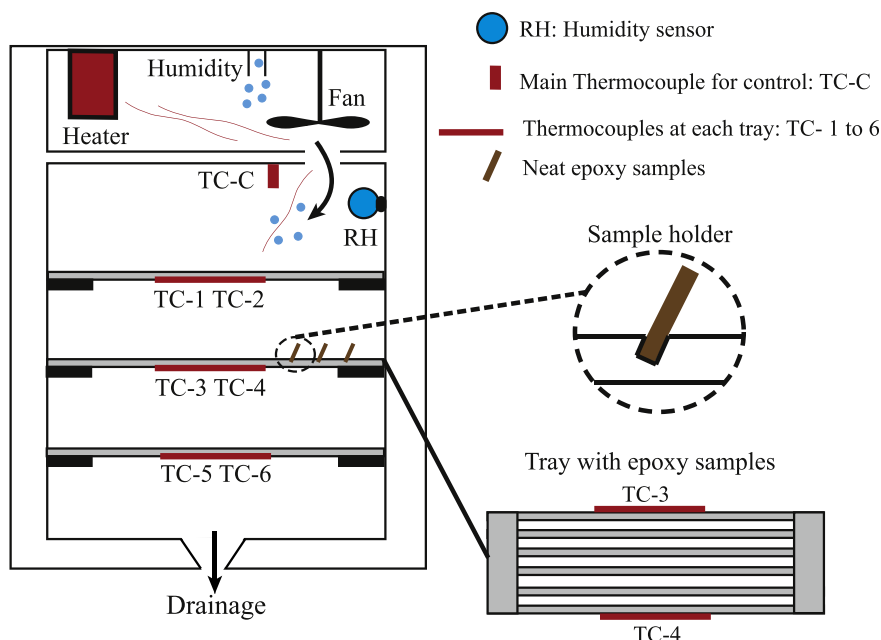 Humidity
Fan
Heater
TC-C
RH
TC-1 TC-2
TC-3 TC-4
TC-5 TC-6
Drainage
RH: Humidity sensor
Main Thermocouple for control: TC-C
Thermocouples at each tray: TC- 1 to 6
Neat epoxy samples
Sample holder
Tray with epoxy samples
TC-3
TC-4